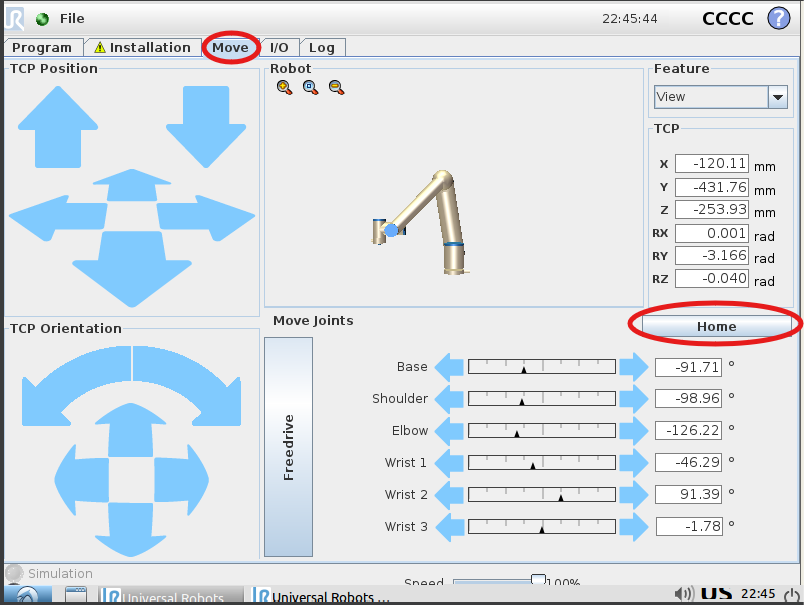 File 22:45:44 CCCC ?
Program Installation Move I/O Log
TCP Position
Robot
Feature
View
TCP
X -120.11 mm
Y -431.76 mm
Z -253.93 mm
RX 0.001 rad
RY -3.166 rad
RZ -0.040 rad
TCP Orientation
Move Joints
Home
Freedrive
Base -91.71 °
Shoulder -98.96 °
Elbow -126.22 °
Wrist 1 -46.29 °
Wrist 2 91.39 °
Wrist 3 -1.78 °
Simulation
Speed 100%
Universal Robots
Universal Robots ...
US 22:45